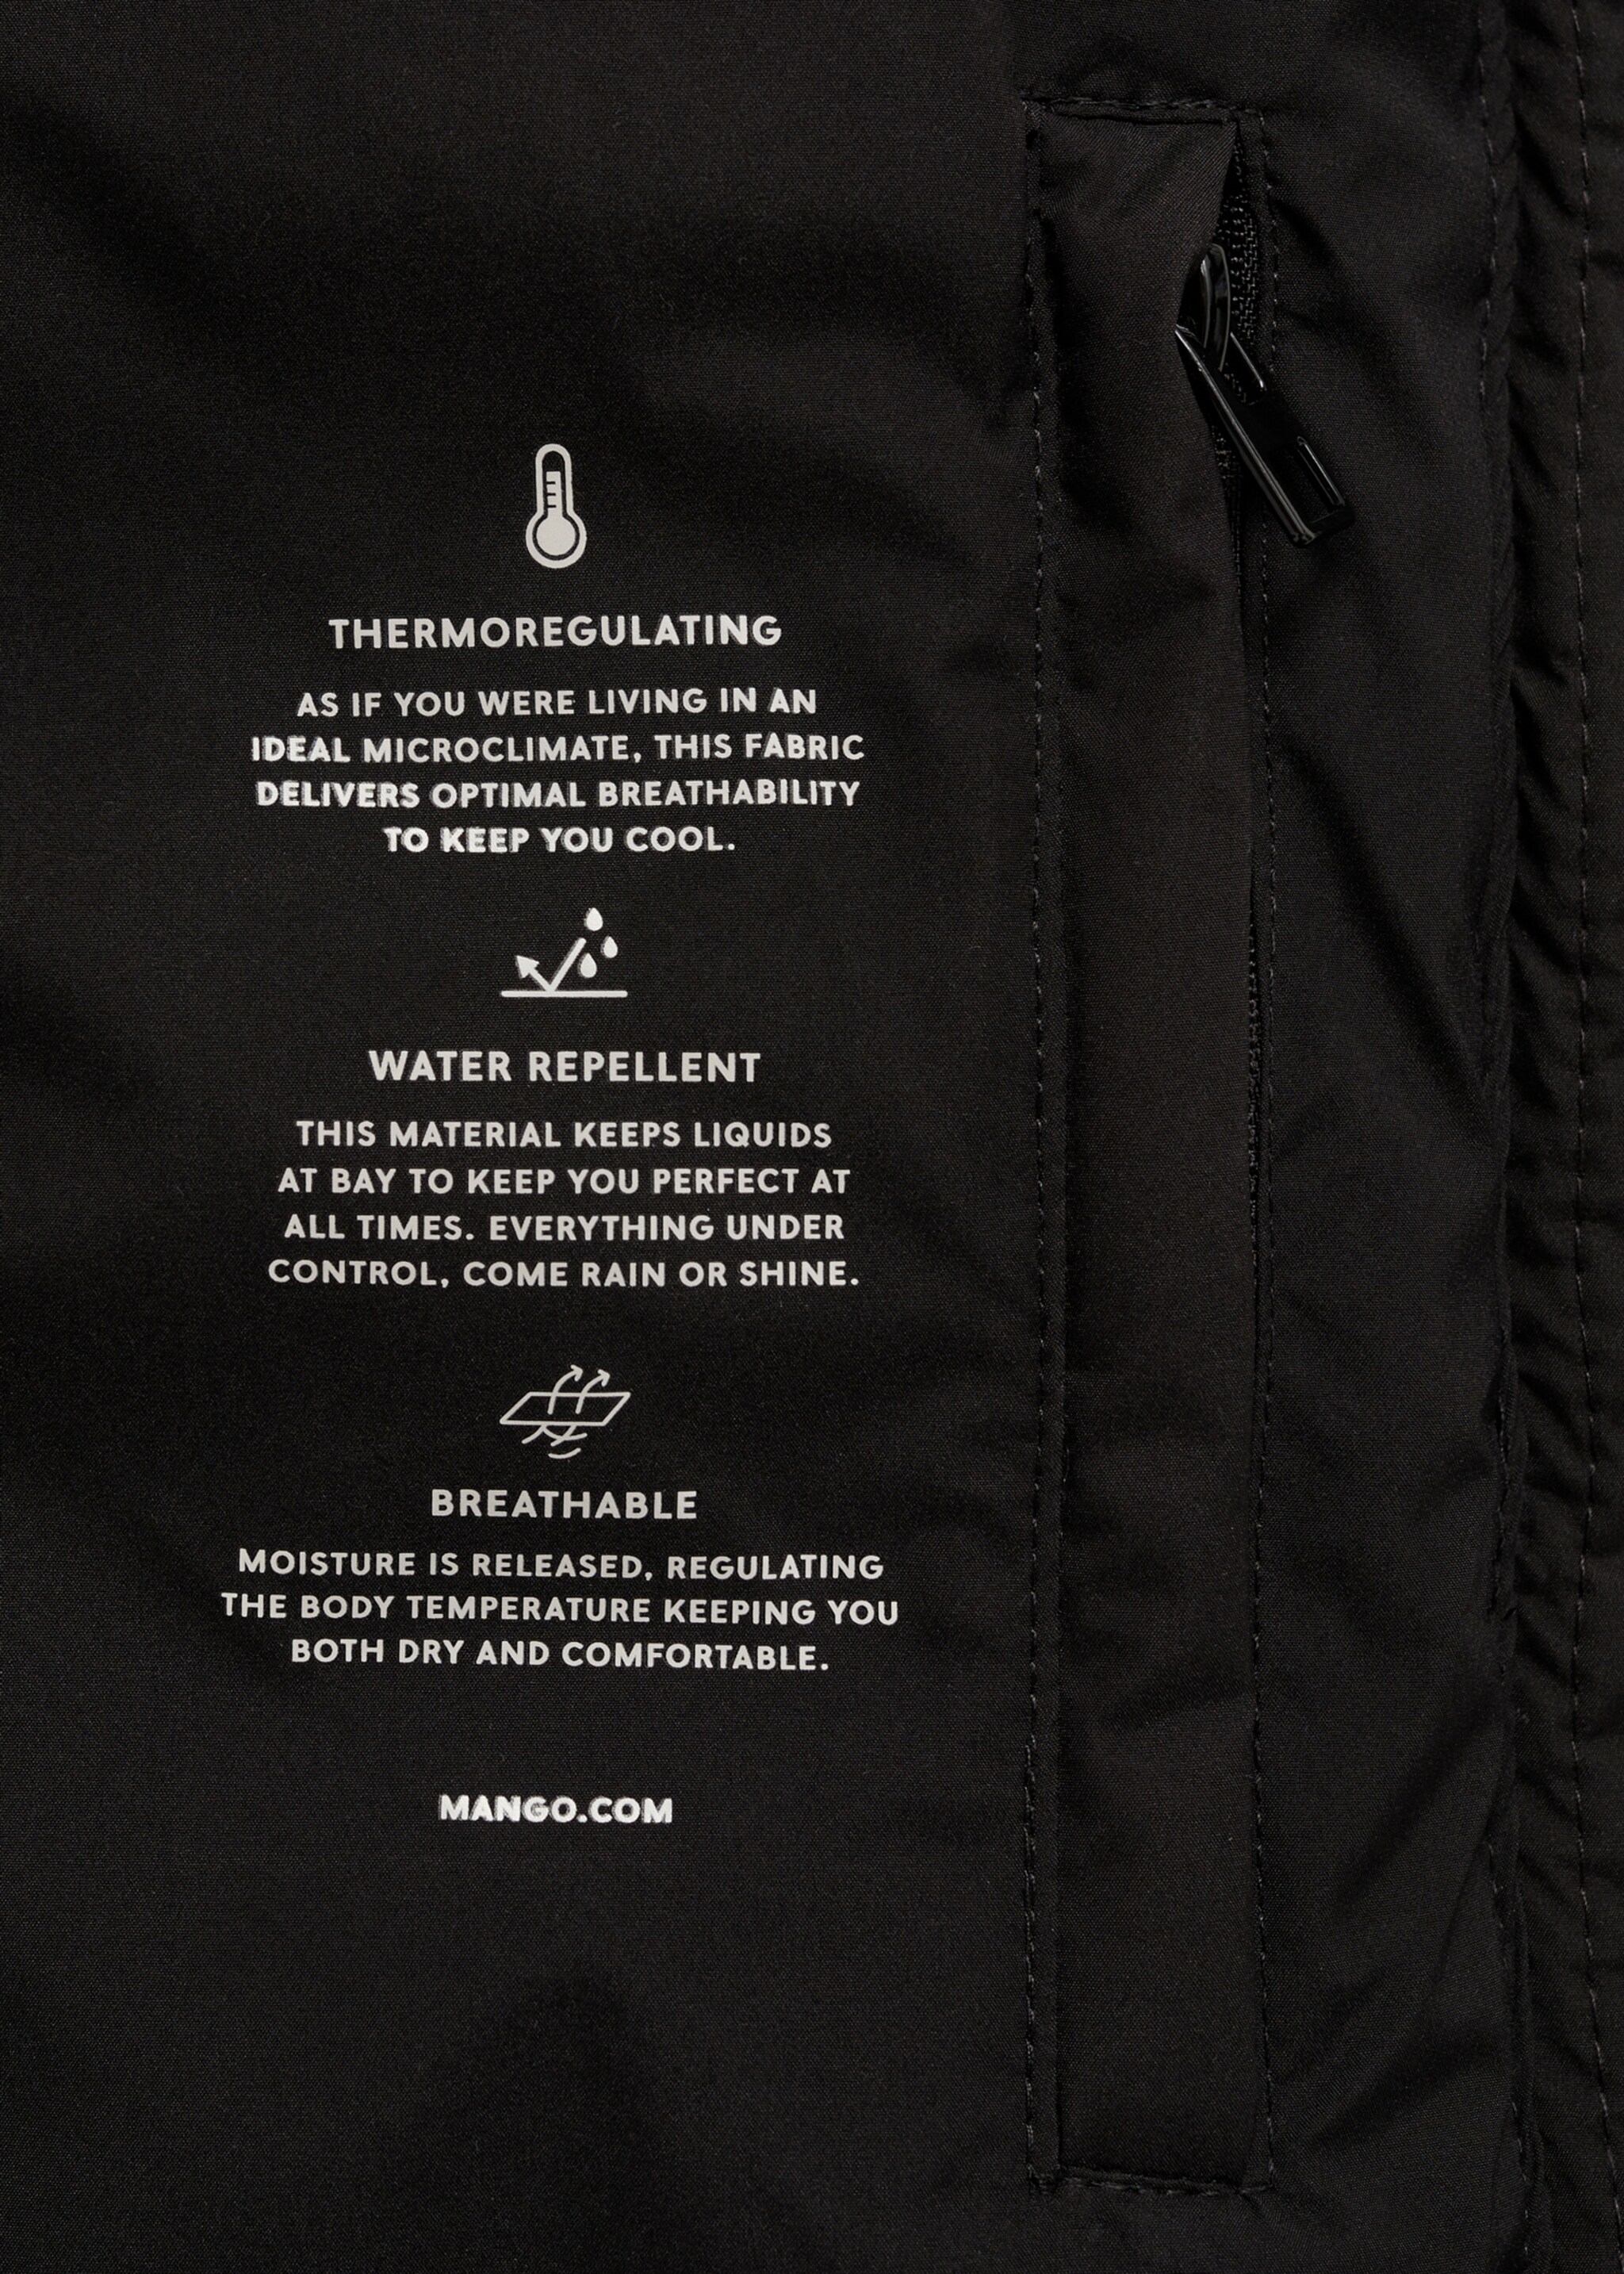 THERMOREGULATING
AS IF YOU WERE LIVING IN AN
IDEAL MICROCLIMATE, THIS FABRIC
DELIVERS OPTIMAL BREATHABILITY
TO KEEP YOU COOL.
WATER REPELLENT
THIS MATERIAL KEEPS LIQUIDS
AT BAY TO KEEP YOU PERFECT AT
ALL TIMES. EVERYTHING UNDER
CONTROL, COME RAIN OR SHINE.
BREATHABLE
MOISTURE IS RELEASED, REGULATING
THE BODY TEMPERATURE KEEPING YOU
BOTH DRY AND COMFORTABLE.
MANGO.COM